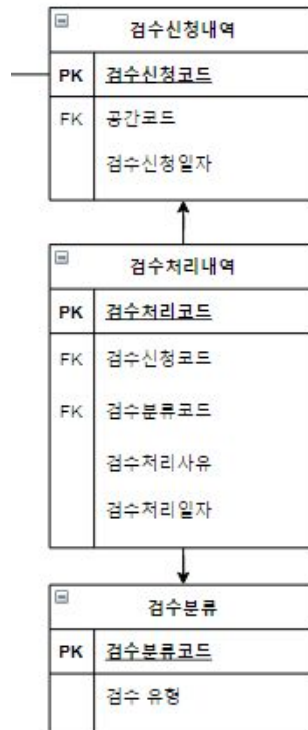 검수신청내역
PK 검수신청코드
FK 공간코드
검수신청일자
검수처리내역
PK 검수처리코드
FK 검수신청코드
FK 검수분류코드
검수처리사유
검수처리일자
검수분류
PK 검수분류코드
검수 유형